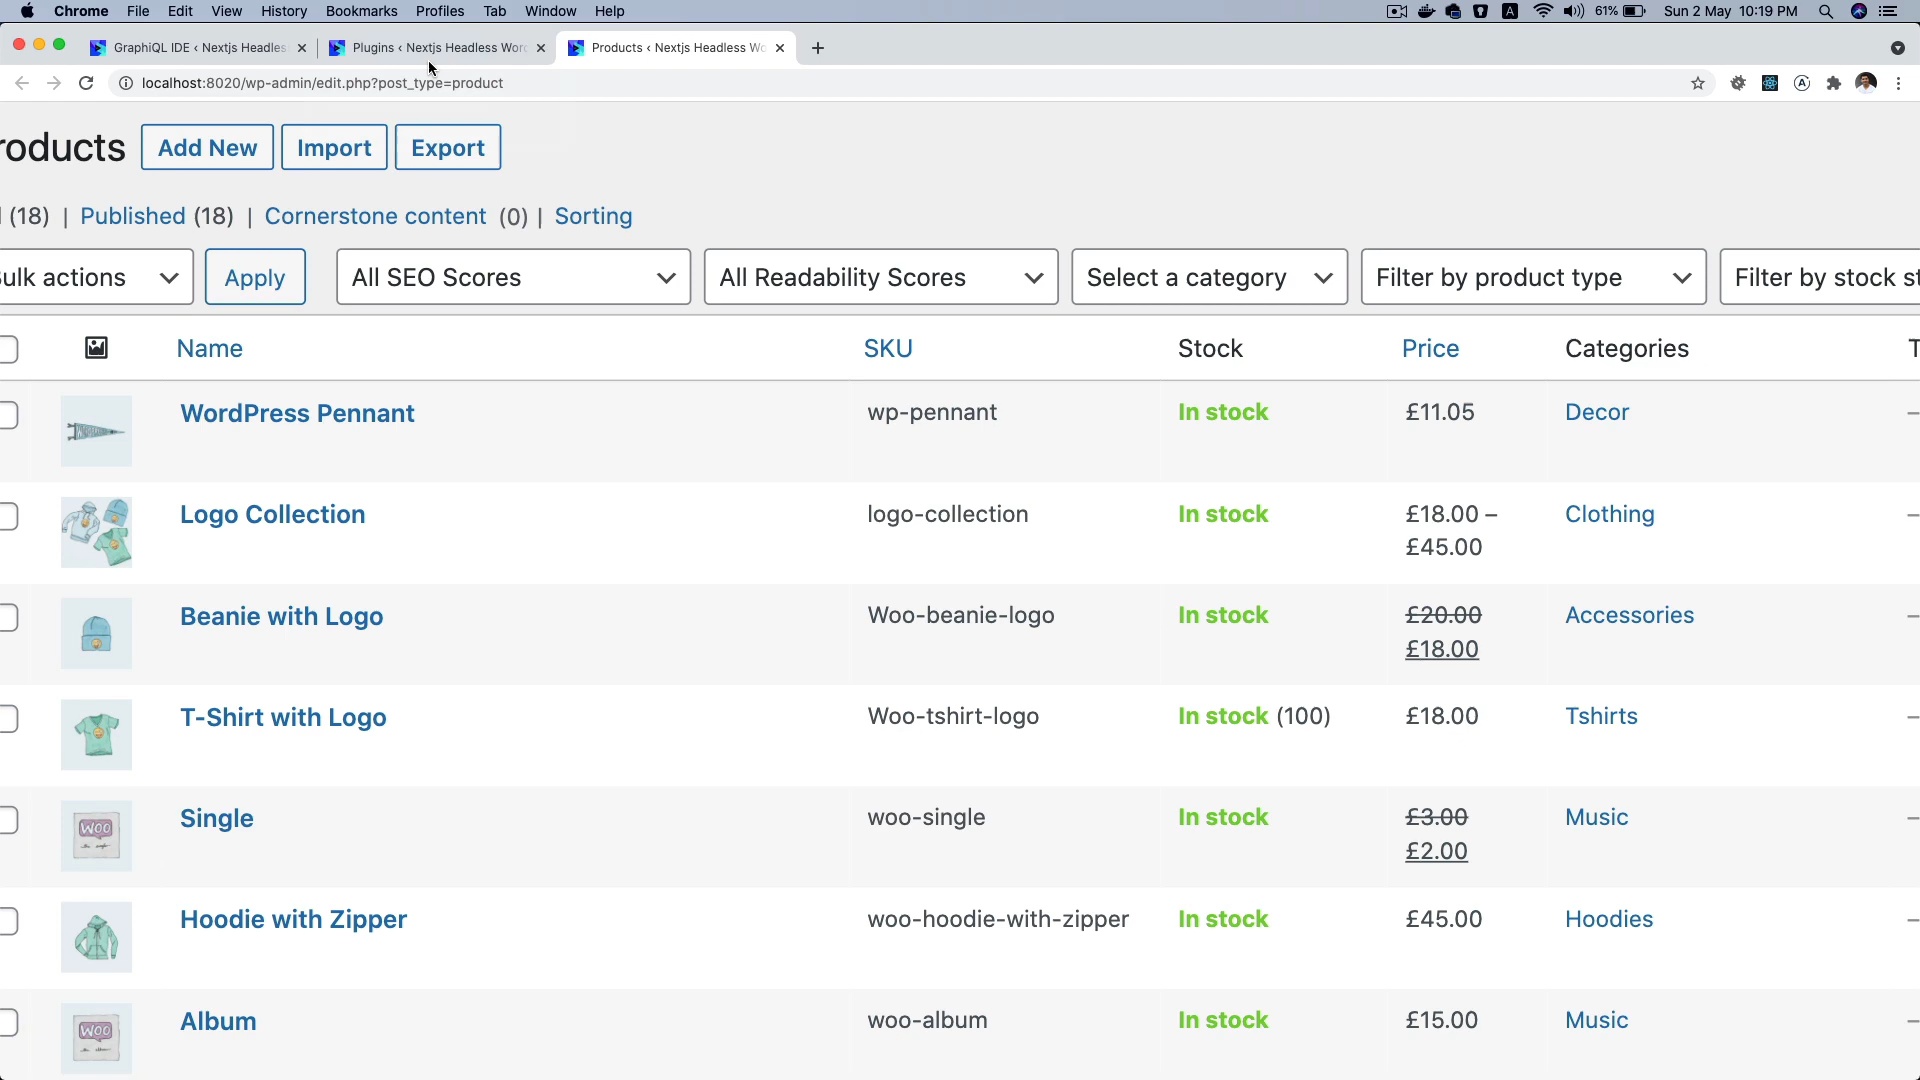 Chrome File Edit View History Bookmarks Profiles Tab Window Help 61% Sun 2 May 10:19 PM
GraphiQL IDE ‹ Nextjs Headles
Plugins ‹ Nextjs Headless Wor
Products ‹ Nextjs Headless Wo
localhost:8020/wp-admin/edit.php?post_type=product
roducts Add New Import Export
(18) | Published (18) | Cornerstone content (0) | Sorting
ulk actions Apply All SEO Scores All Readability Scores Select a category Filter by product type Filter by stock st
Name SKU Stock Price Categories T
WordPress Pennant wp-pennant In stock £11.05 Decor –
Logo Collection logo-collection In stock £18.00 – Clothing –
£45.00
Beanie with Logo Woo-beanie-logo In stock £20.00 Accessories –
£18.00
T-Shirt with Logo Woo-tshirt-logo In stock (100) £18.00 Tshirts –
WOO
Single woo-single In stock £3.00 Music –
£2.00
Hoodie with Zipper woo-hoodie-with-zipper In stock £45.00 Hoodies –
WOO
Album woo-album In stock £15.00 Music –